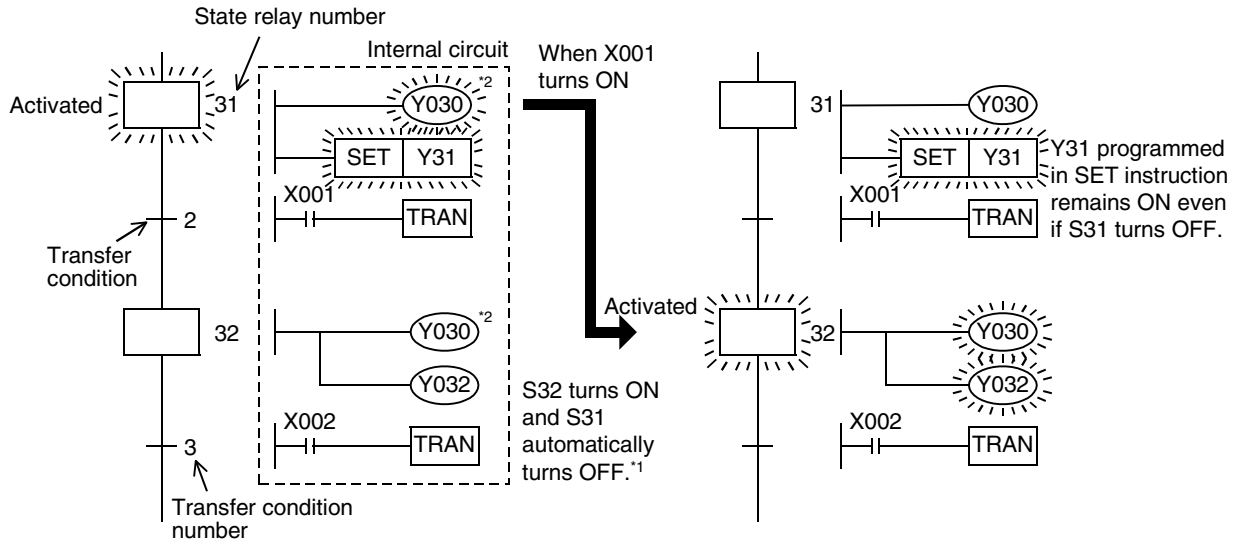 State relay number
Internal circuit
When X001
turns ON
Activated
31
Y030
*2
SET Y31
X001
TRAN
2
Transfer
condition
32
Y030
*2
Y032
X002
TRAN
3
Transfer condition
number
S32 turns ON
and S31
automatically
turns OFF.*1
31
Y030
SET Y31
Y31 programmed
in SET instruction
remains ON even
if S31 turns OFF.
X001
TRAN
Activated
32
Y030
Y032
X002
TRAN